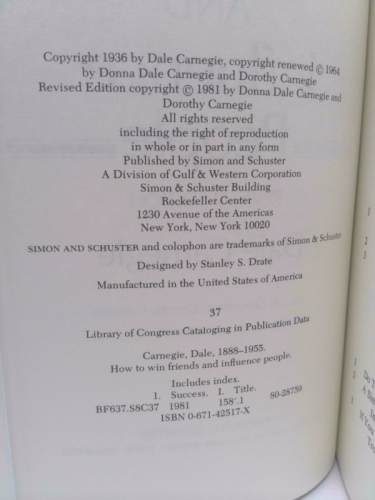 Copyright 1936 by Dale Carnegie, copyright renewed © 1964
by Donna Dale Carnegie and Dorothy Carnegie
Revised Edition copyright © 1981 by Donna Dale Carnegie and
Dorothy Carnegie
All rights reserved
including the right of reproduction
in whole or in part in any form
Published by Simon and Schuster
A Division of Gulf & Western Corporation
Simon & Schuster Building
Rockefeller Center
1230 Avenue of the Americas
New York, New York 10020
SIMON AND SCHUSTER and colophon are trademarks of Simon & Schuster
Designed by Stanley S. Drate
Manufactured in the United States of America
37
Library of Congress Cataloging in Publication Data
Carnegie, Dale, 1888–1955.
How to win friends and influence people.
Includes index.
1. Success. I. Title.
BF637.S8C37 1981 158'.1 80-28759
ISBN 0-671-42517-X
1
2
1
1
If You